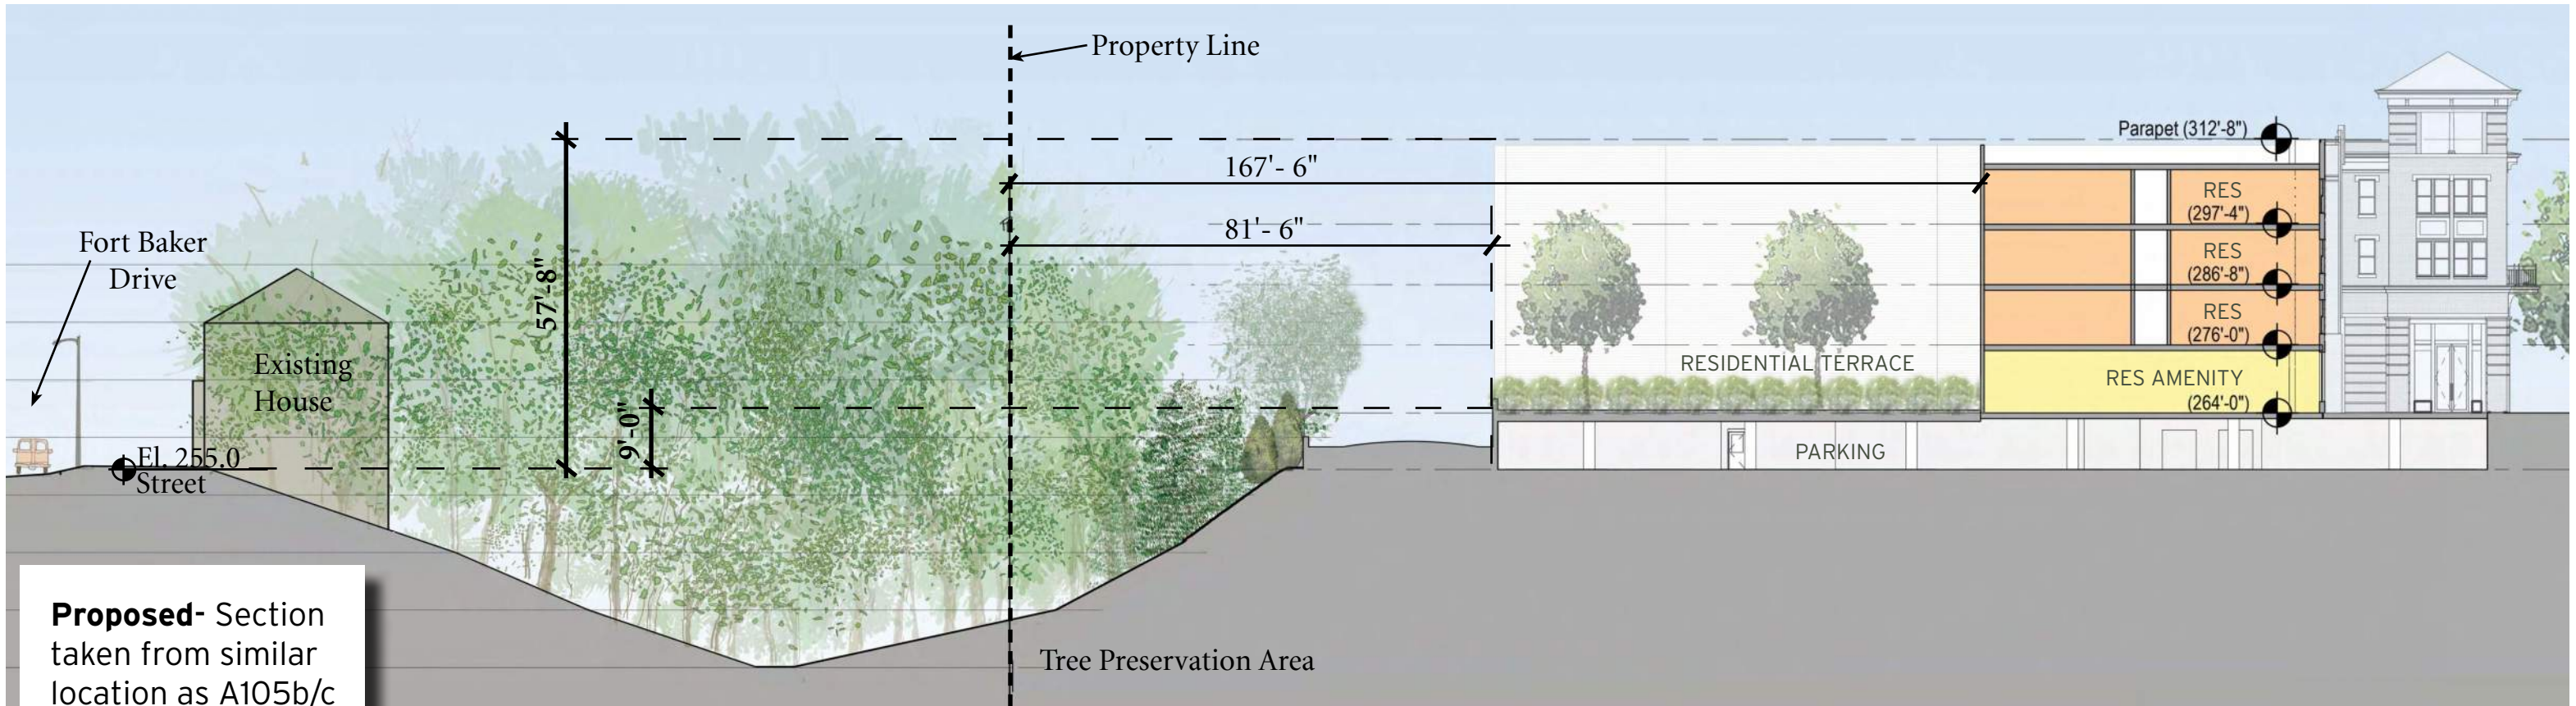 Property Line
Parapet (312'-8")
167'- 6"
RES
(297'-4")
81'- 6"
Fort Baker
Drive
RES
(286'-8")
57'-8"
RES
(276'-0")
Existing
House
RESIDENTIAL TERRACE
RES AMENITY
(264'-0")
9'-0"
PARKING
El. 255.0
Street
Proposed- Section
taken from similar
location as A105b/c
Tree Preservation Area